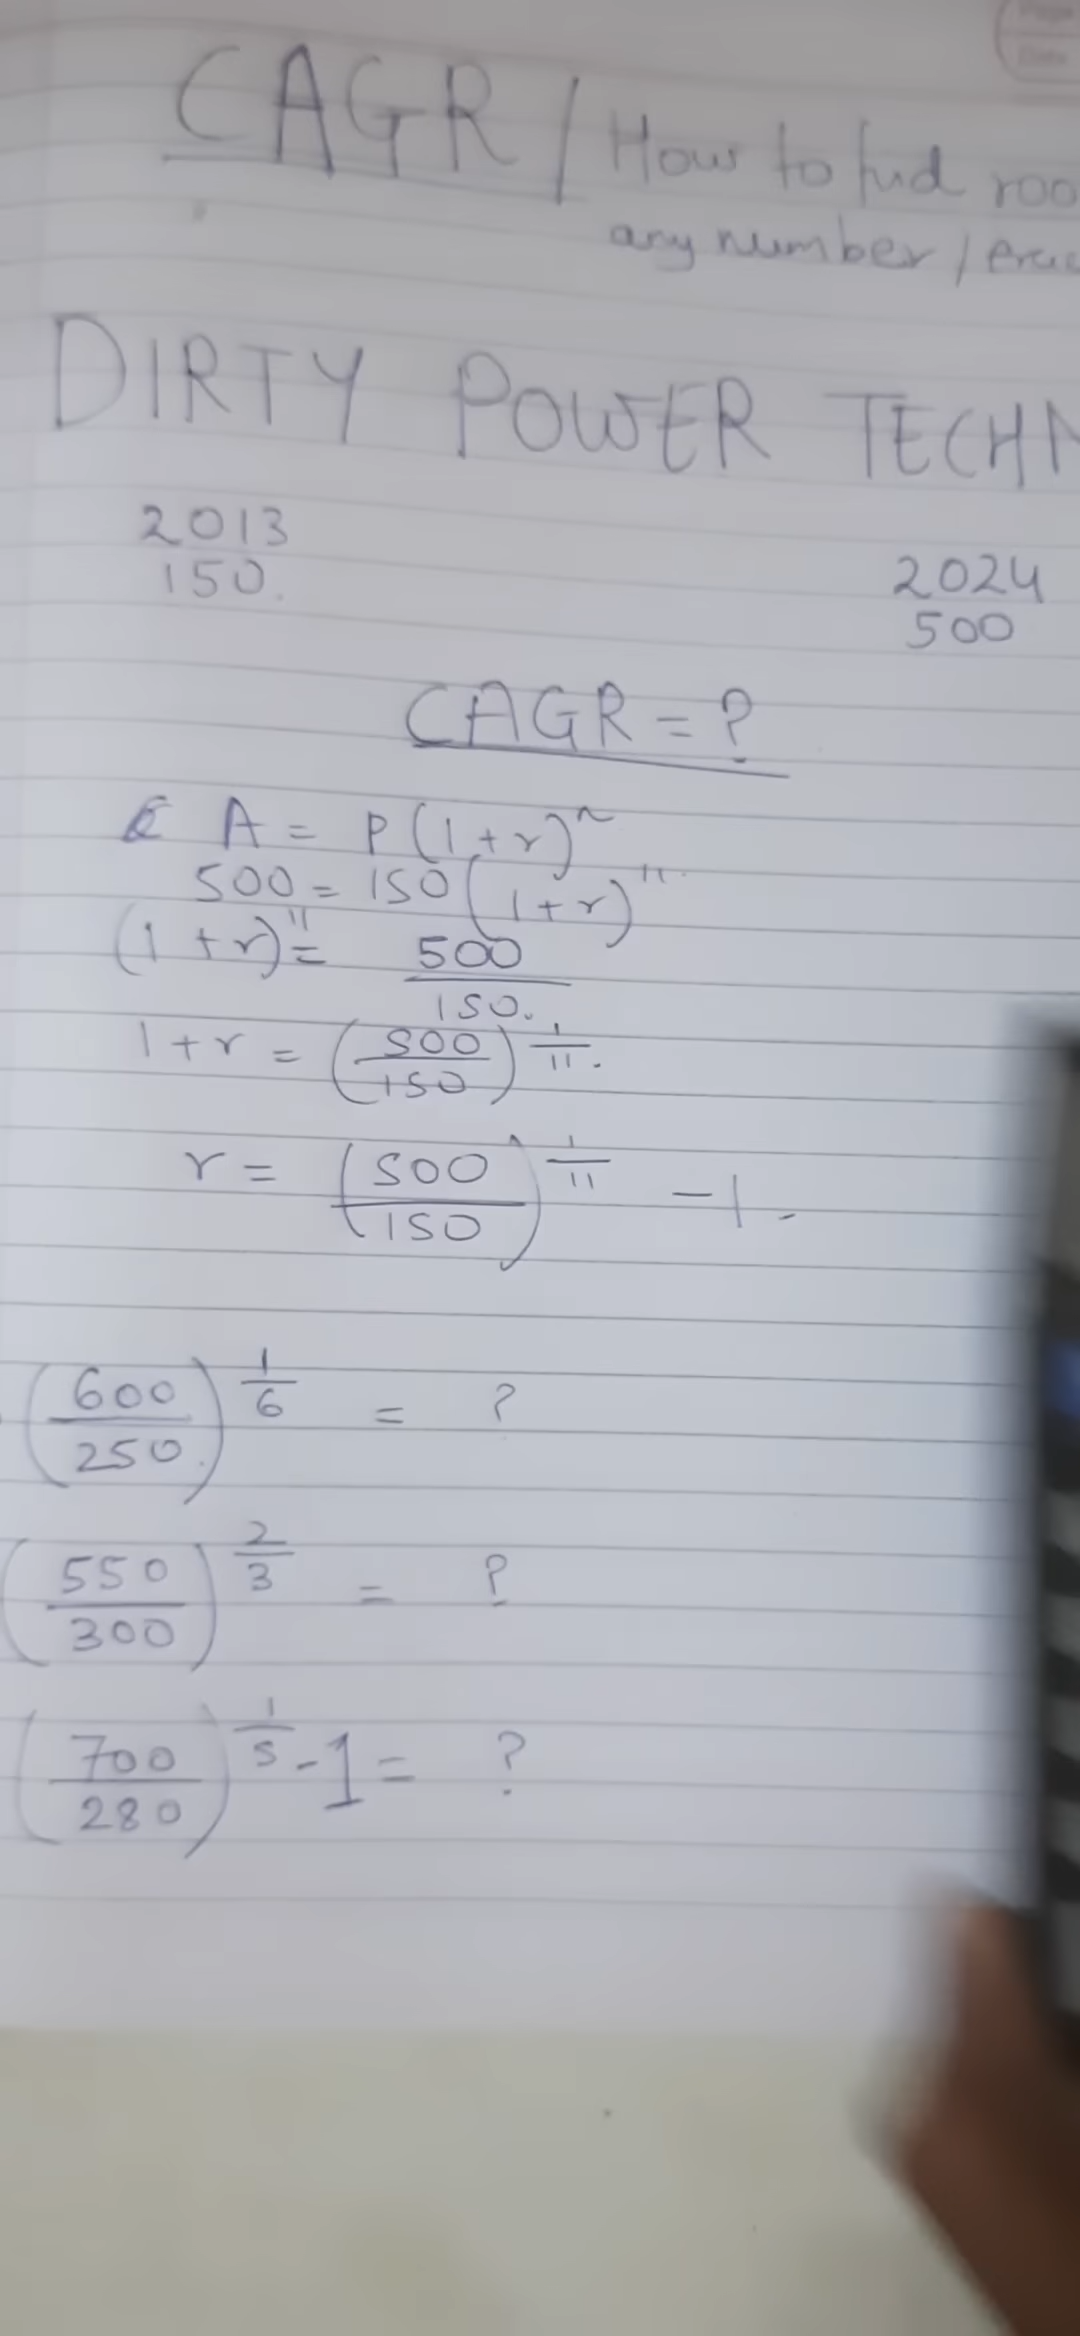 CAGR / How to find
any number /
DIRTY POWER
2013
150.
2024
500
CAGR = ?
A = P(1+r)^n
500 = 150(1+r)^11.
(1+r)^11 = 500/150.
1+r = (500/150)^1/11.
r = (500/150)^1/11 - 1.
(600/250.)^1/6 = ?
(550/300)^2/3 = ?
(700/280)^1/5 - 1 = ?